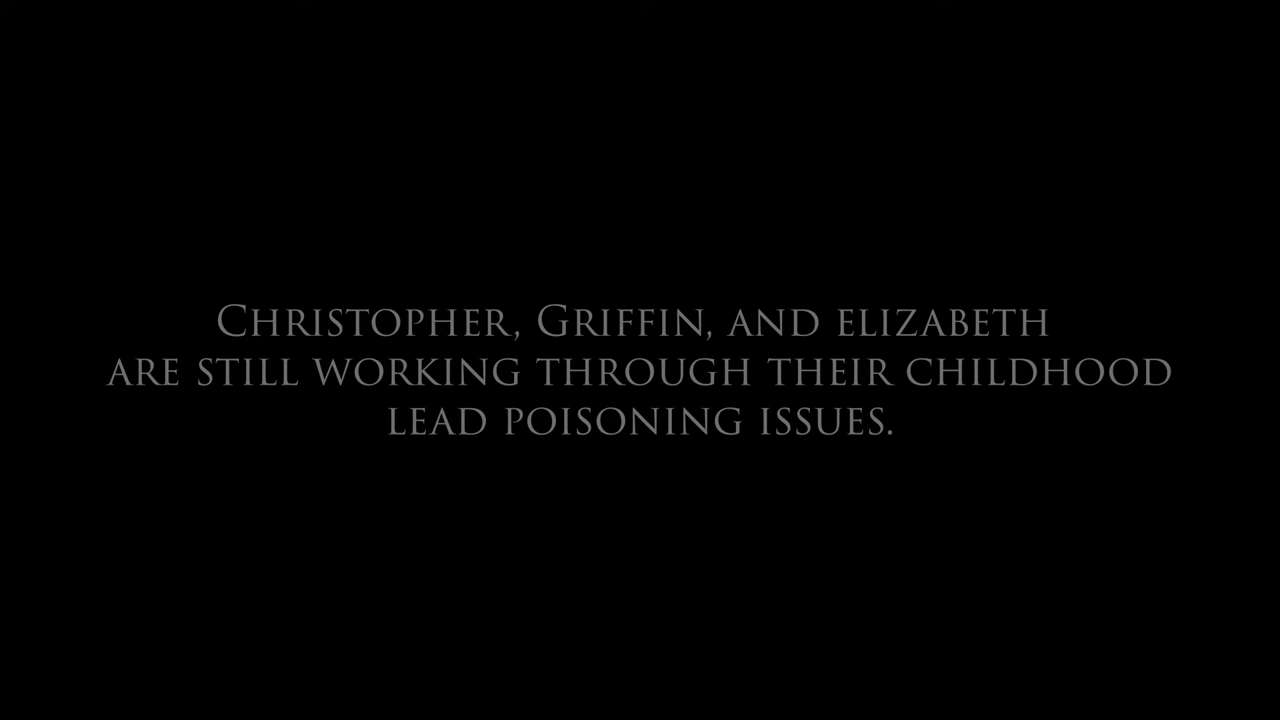 Christopher, Griffin, and elizabeth
are still working through their childhood
lead poisoning issues.